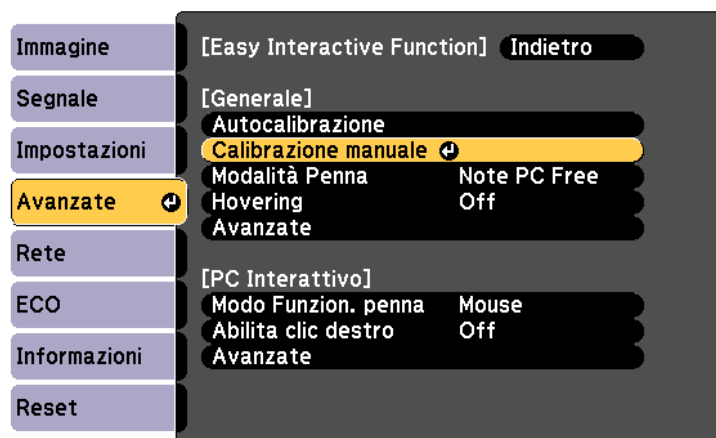 Immagine
Segnale
Impostazioni
Avanzate
Rete
ECO
Informazioni
Reset
[Easy Interactive Function] Indietro
[Generale]
Autocalibrazione
Calibrazione manuale
Modalità Penna Note PC Free
Hovering Off
Avanzate
[PC Interattivo]
Modo Funzion. penna Mouse
Abilita clic destro Off
Avanzate